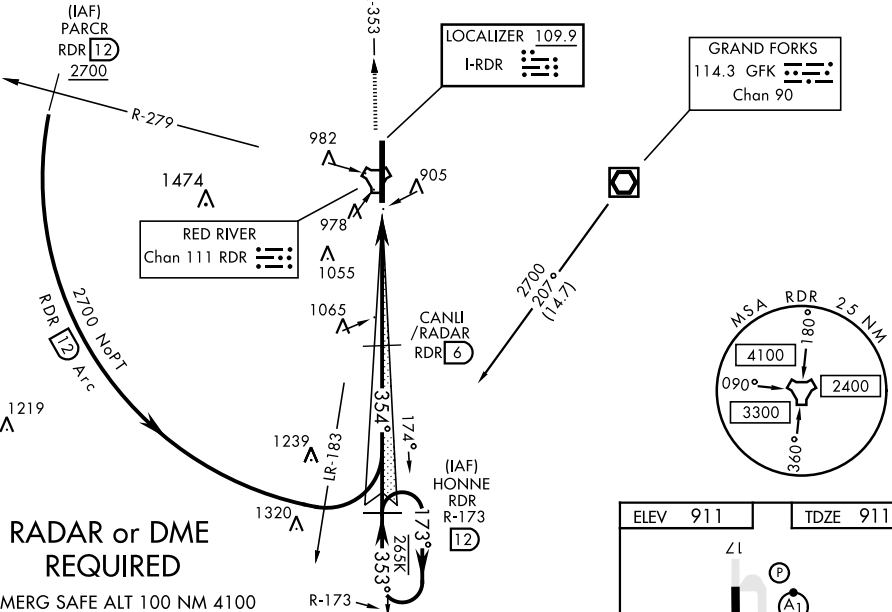 (IAF)
PARCR
RDR 12
2700
R-279
-353
LOCALIZER 109.9
I-RDR
GRAND FORKS
114.3 GFK
Chan 90
982
905
1474
978
RED RIVER
Chan 111 RDR
1055
1065
CANLI
/RADAR
RDR 6
2700
207°
(14.7)
2700 NoPT
RDR 12 Arc
MSA RDR 25 NM
180°
4100
090°
2400
3300
360°
1219
354°
174°
1239
LR-183
(IAF)
HONNE
RDR
R-173
12
1320
173°
265K
353°
R-173
RADAR or DME
REQUIRED
MERG SAFE ALT 100 NM 4100
ELEV 911
TDZE 911
17
P
A1